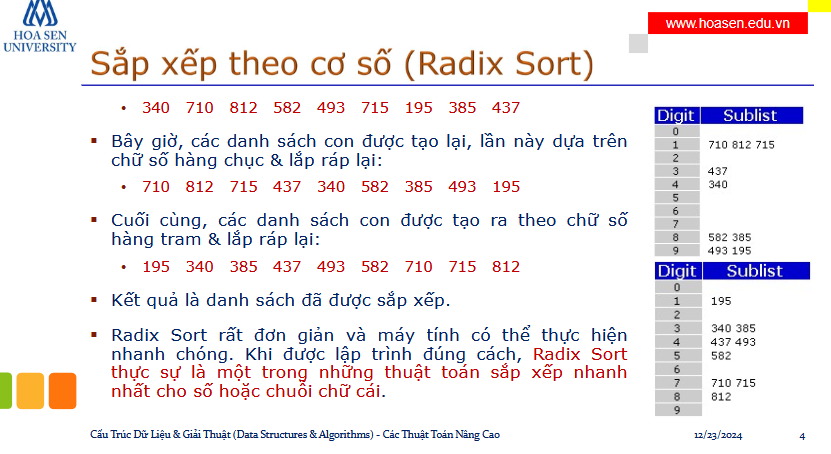 HOA SEN
UNIVERSITY
www.hoasen.edu.vn
Sắp xếp theo cơ số (Radix Sort)
• 340 710 812 582 493 715 195 385 437
▪ Bây giờ, các danh sách con được tạo lại, lần này dựa trên
chữ số hàng chục & lắp ráp lại:
• 710 812 715 437 340 582 385 493 195
▪ Cuối cùng, các danh sách con được tạo ra theo chữ số
hàng tram & lắp ráp lại:
• 195 340 385 437 493 582 710 715 812
▪ Kết quả là danh sách đã được sắp xếp.
▪ Radix Sort rất đơn giản và máy tính có thể thực hiện
nhanh chóng. Khi được lập trình đúng cách, Radix Sort
thực sự là một trong những thuật toán sắp xếp nhanh
nhất cho số hoặc chuỗi chữ cái.
Digit Sublist
0
1 710 812 715
2
3 437
4 340
5
6
7
8 582 385
9 493 195
Digit Sublist
0
1 195
2
3 340 385
4 437 493
5 582
6
7 710 715
8 812
9
Cấu Trúc Dữ Liệu & Giải Thuật (Data Structures & Algorithms) - Các Thuật Toán Nâng Cao
12/23/2024
4